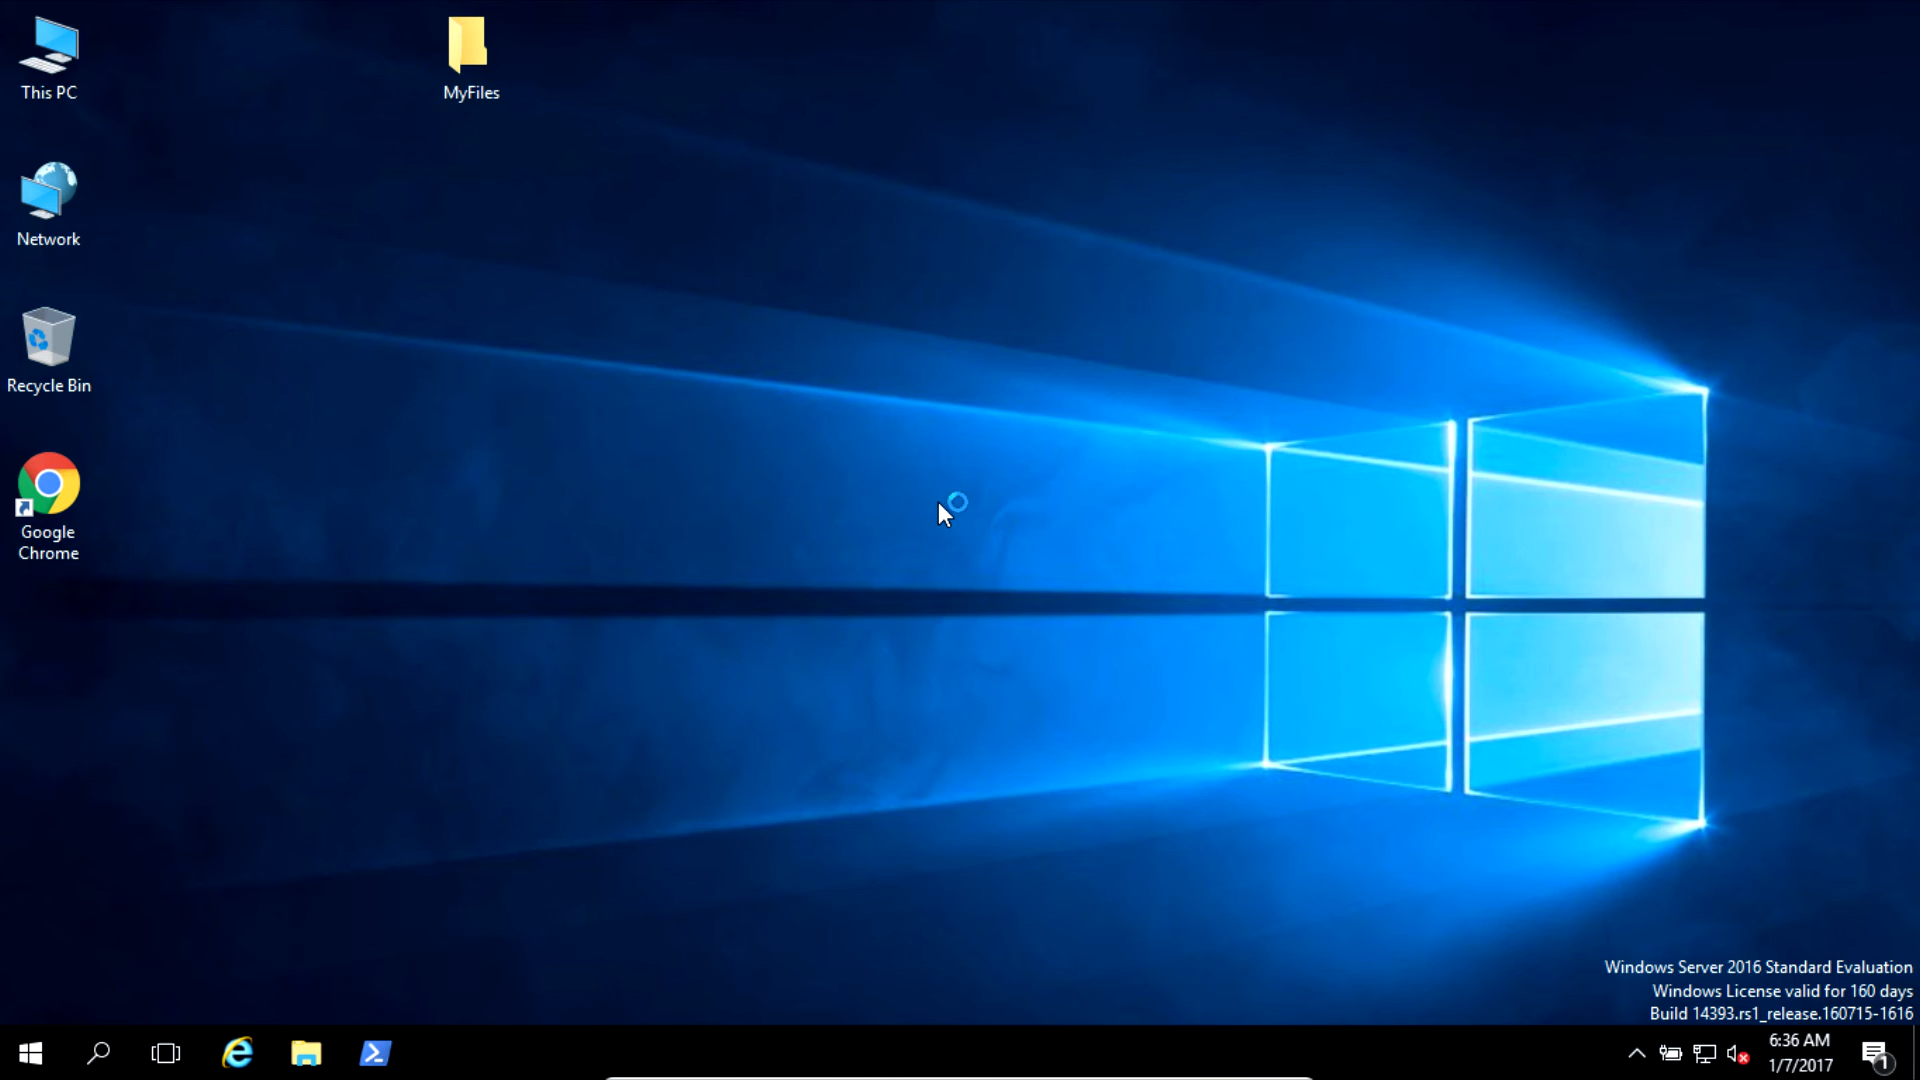 This PC
MyFiles
Network
Recycle Bin
Google
Chrome
Windows Server 2016 Standard Evaluation
Windows License valid for 160 days
Build 14393.rs1_release.160715-1616
6:36 AM
1/7/2017
1